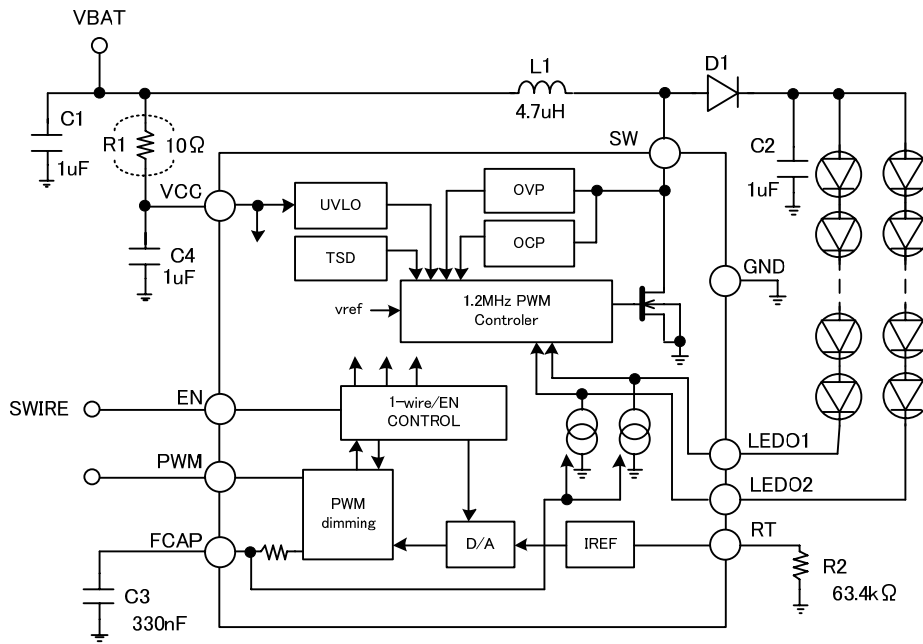 VBAT
L1
4.7uH
D1
C1
1uF
R1
10Ω
SW
C2
1uF
VCC
UVLO
OVP
TSD
OCP
C4
1uF
GND
vref
1.2MHz PWM
Controler
EN
SWIRE
1-wire/EN
CONTROL
LEDO1
PWM
LEDO2
PWM
dimming
FCAP
D/A
IREF
RT
R2
63.4kΩ
C3
330nF